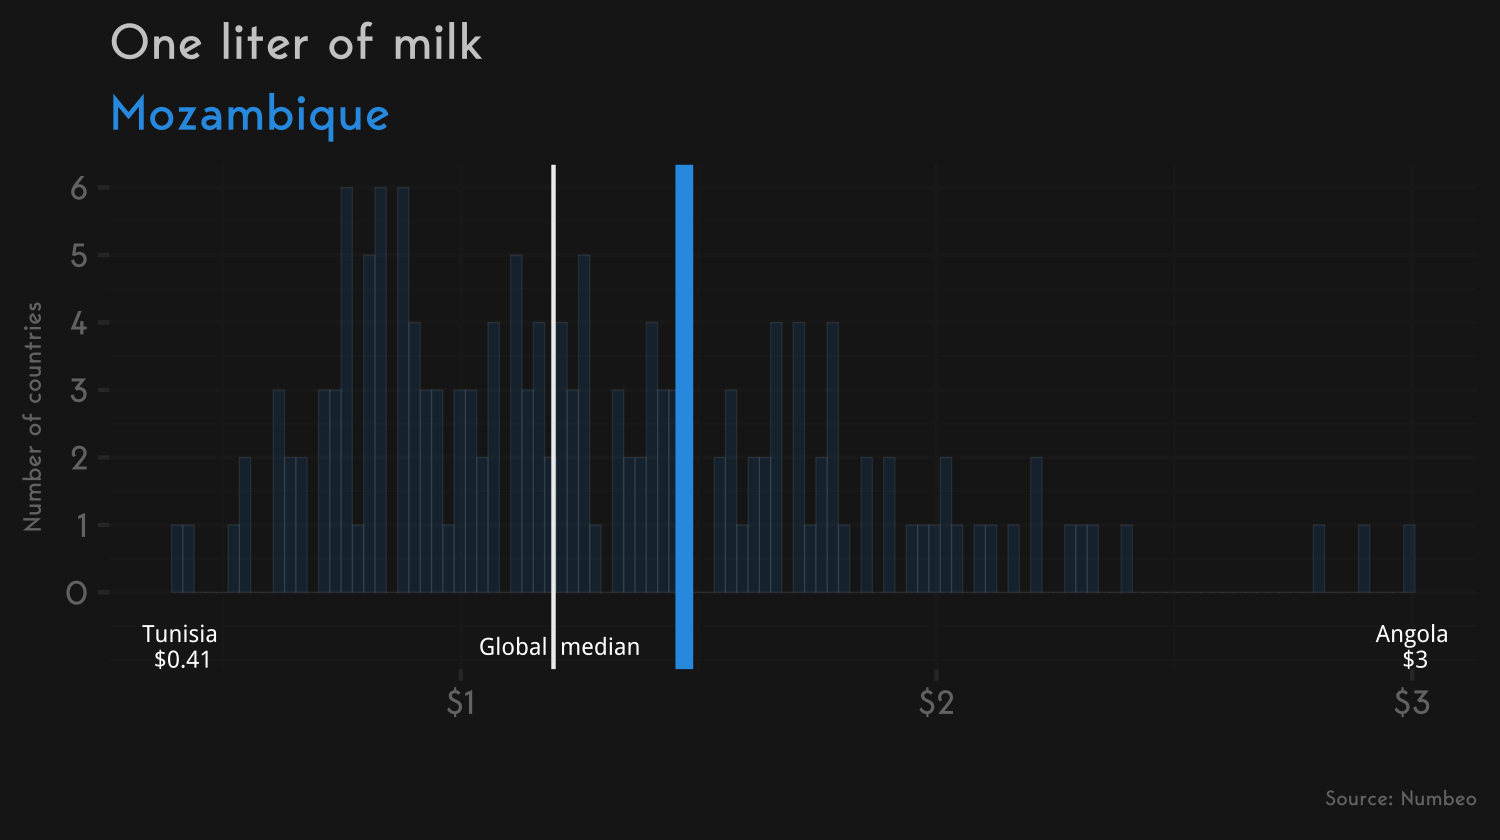 One liter of milk
Mozambique
Number of countries
6
5
4
3
2
1
0
Tunisia
$0.41
Global median
Angola
$3
$1
$2
$3
Source: Numbeo